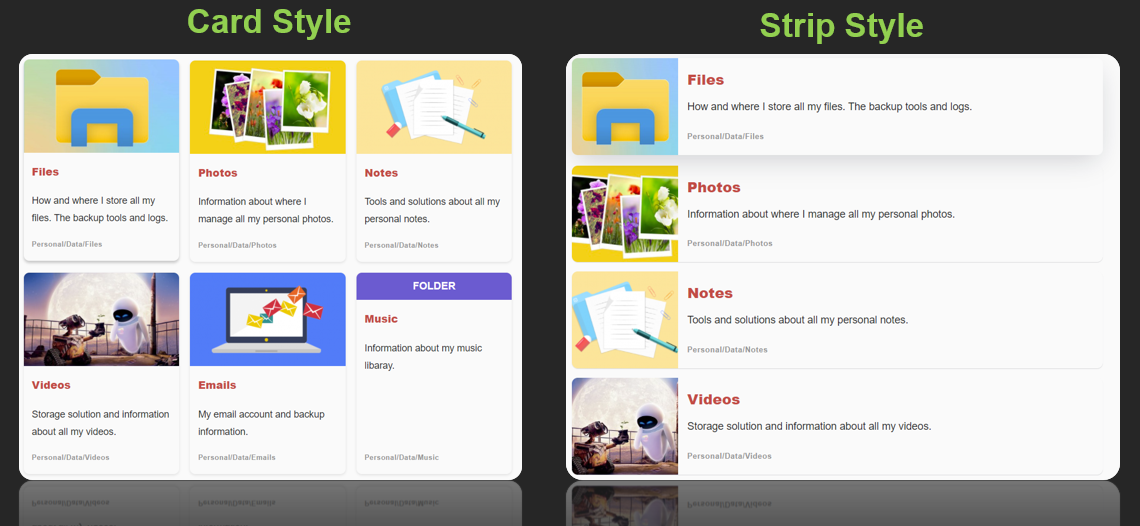 Card Style
Files
How and where I store all my
files. The backup tools and logs.
Personal/Data/Files
Photos
Information about where I
manage all my personal photos.
Personal/Data/Photos
Notes
Tools and solutions about all my
personal notes.
Personal/Data/Notes
Videos
Storage solution and information
about all my videos.
Personal/Data/Videos
Emails
My email account and backup
information.
Personal/Data/Emails
FOLDER
Music
Information about my music
libaray.
Personal/Data/Music
Strip Style
Files
How and where I store all my files. The backup tools and logs.
Personal/Data/Files
Photos
Information about where I manage all my personal photos.
Personal/Data/Photos
Notes
Tools and solutions about all my personal notes.
Personal/Data/Notes
Videos
Storage solution and information about all my videos.
Personal/Data/Videos